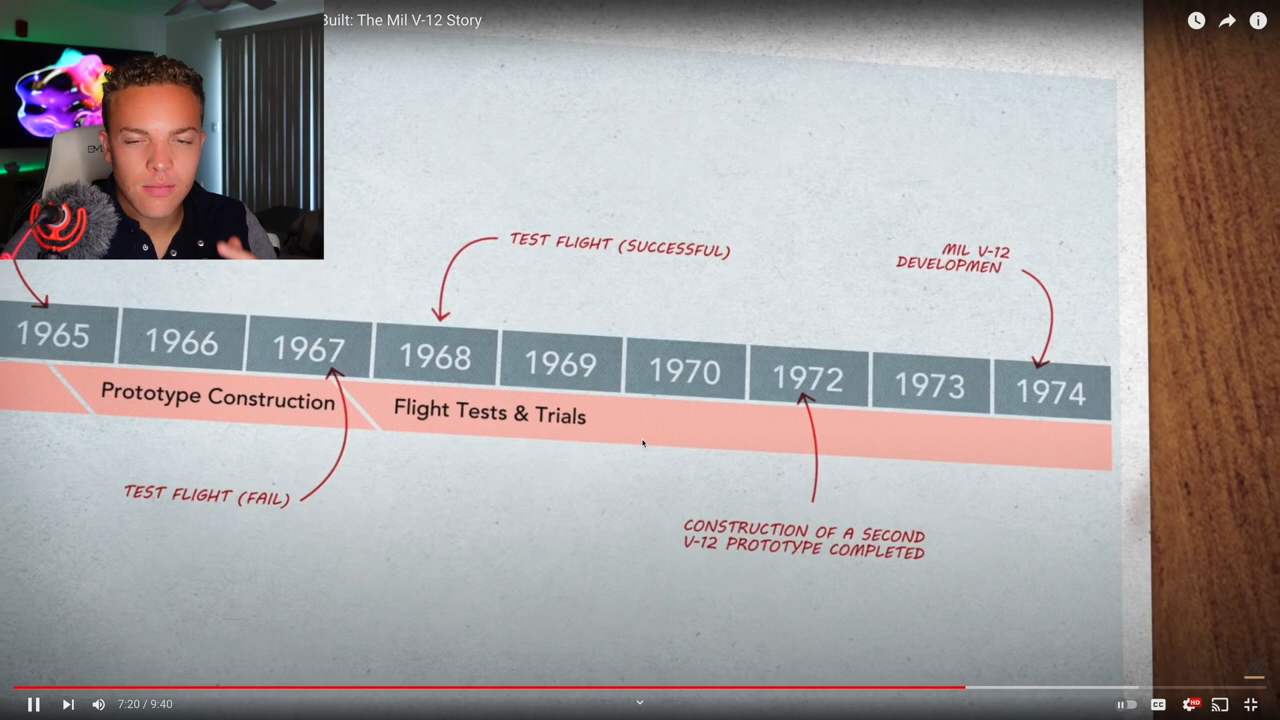 Built: The Mil V-12 Story
TEST FLIGHT (SUCCESSFUL)
MIL V-12
DEVELOPMEN
1965
1966
1967
1968
1969
1970
1972
1973
1974
Prototype Construction
Flight Tests & Trials
TEST FLIGHT (FAIL)
CONSTRUCTION OF A SECOND
V-12 PROTOTYPE COMPLETED
7:20 / 9:40
CC
HD